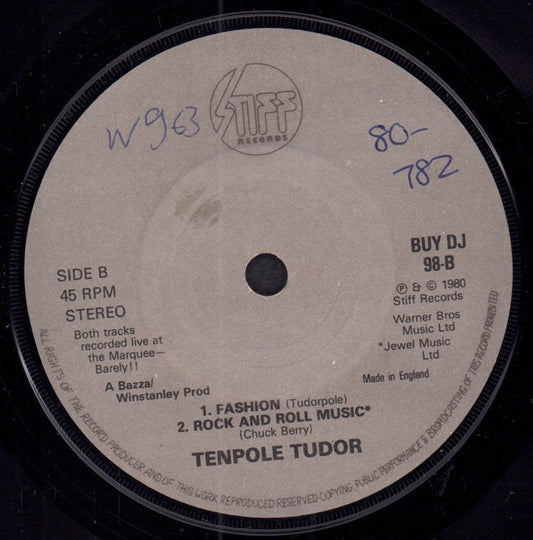 STIFF
RECORDS
W963
80-
782
BUY DJ
98-B
SIDE B
45 RPM
STEREO
Both tracks
recorded live at
the Marquee—
Barely!!
A Bazza/
Winstanley Prod
℗ & © 1980
Stiff Records
Warner Bros
Music Ltd
*Jewel Music
Ltd
Made in England
1. FASHION (Tudorpole)
2. ROCK AND ROLL MUSIC*
(Chuck Berry)
TENPOLE TUDOR
ALL RIGHTS OF THE RECORD PRODUCER AND OF THIS WORK REPRODUCED RESERVED·COPYING, PUBLIC PERFORMANCE & BROADCASTING OF THIS RECORD PROHIBITED